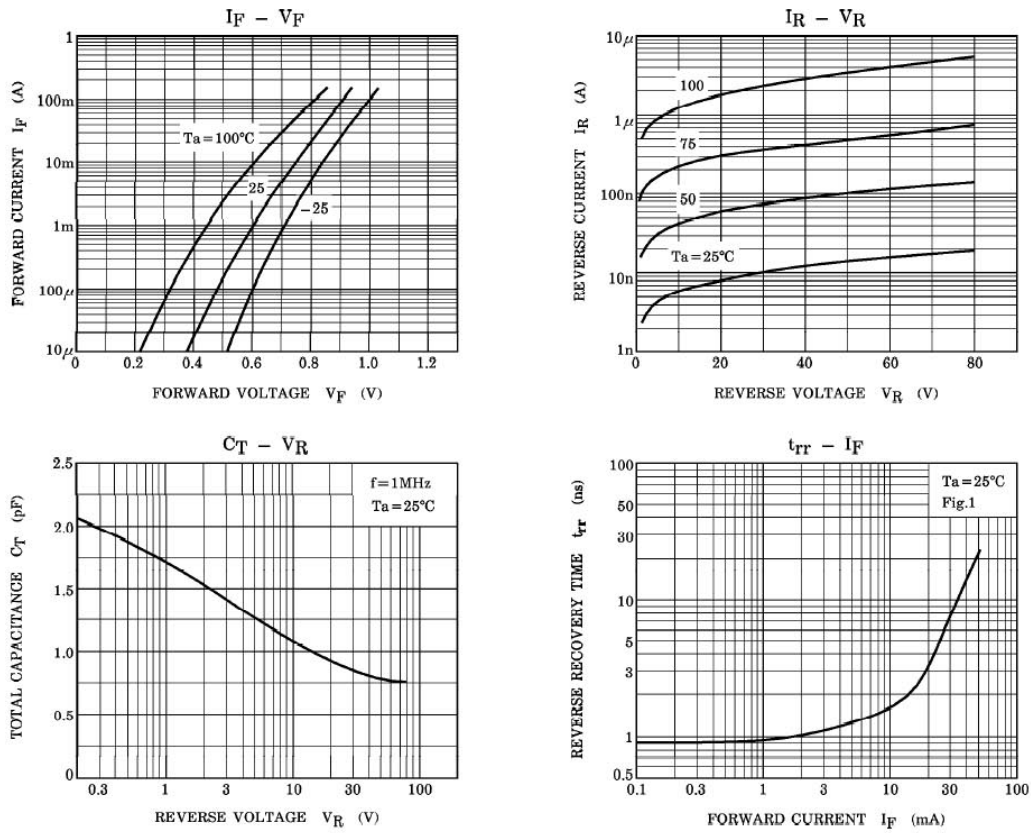 IF – VF
FORWARD CURRENT IF (A)
1
100m
10m
1m
100μ
10μ
Ta=100°C
25
−25
0
0.2
0.4
0.6
0.8
1.0
1.2
FORWARD VOLTAGE VF (V)
IR – VR
REVERSE CURRENT IR (A)
10μ
1μ
100n
10n
1n
100
75
50
Ta=25°C
0
20
40
60
80
REVERSE VOLTAGE VR (V)
CT – VR
TOTAL CAPACITANCE CT (pF)
2.5
2.0
1.5
1.0
0.5
0
f=1MHz
Ta=25°C
0.3
1
3
10
30
100
REVERSE VOLTAGE VR (V)
trr – IF
REVERSE RECOVERY TIME trr (ns)
100
50
30
10
5
3
1
0.5
Ta=25°C
Fig.1
0.1
0.3
1
3
10
30
100
FORWARD CURRENT IF (mA)